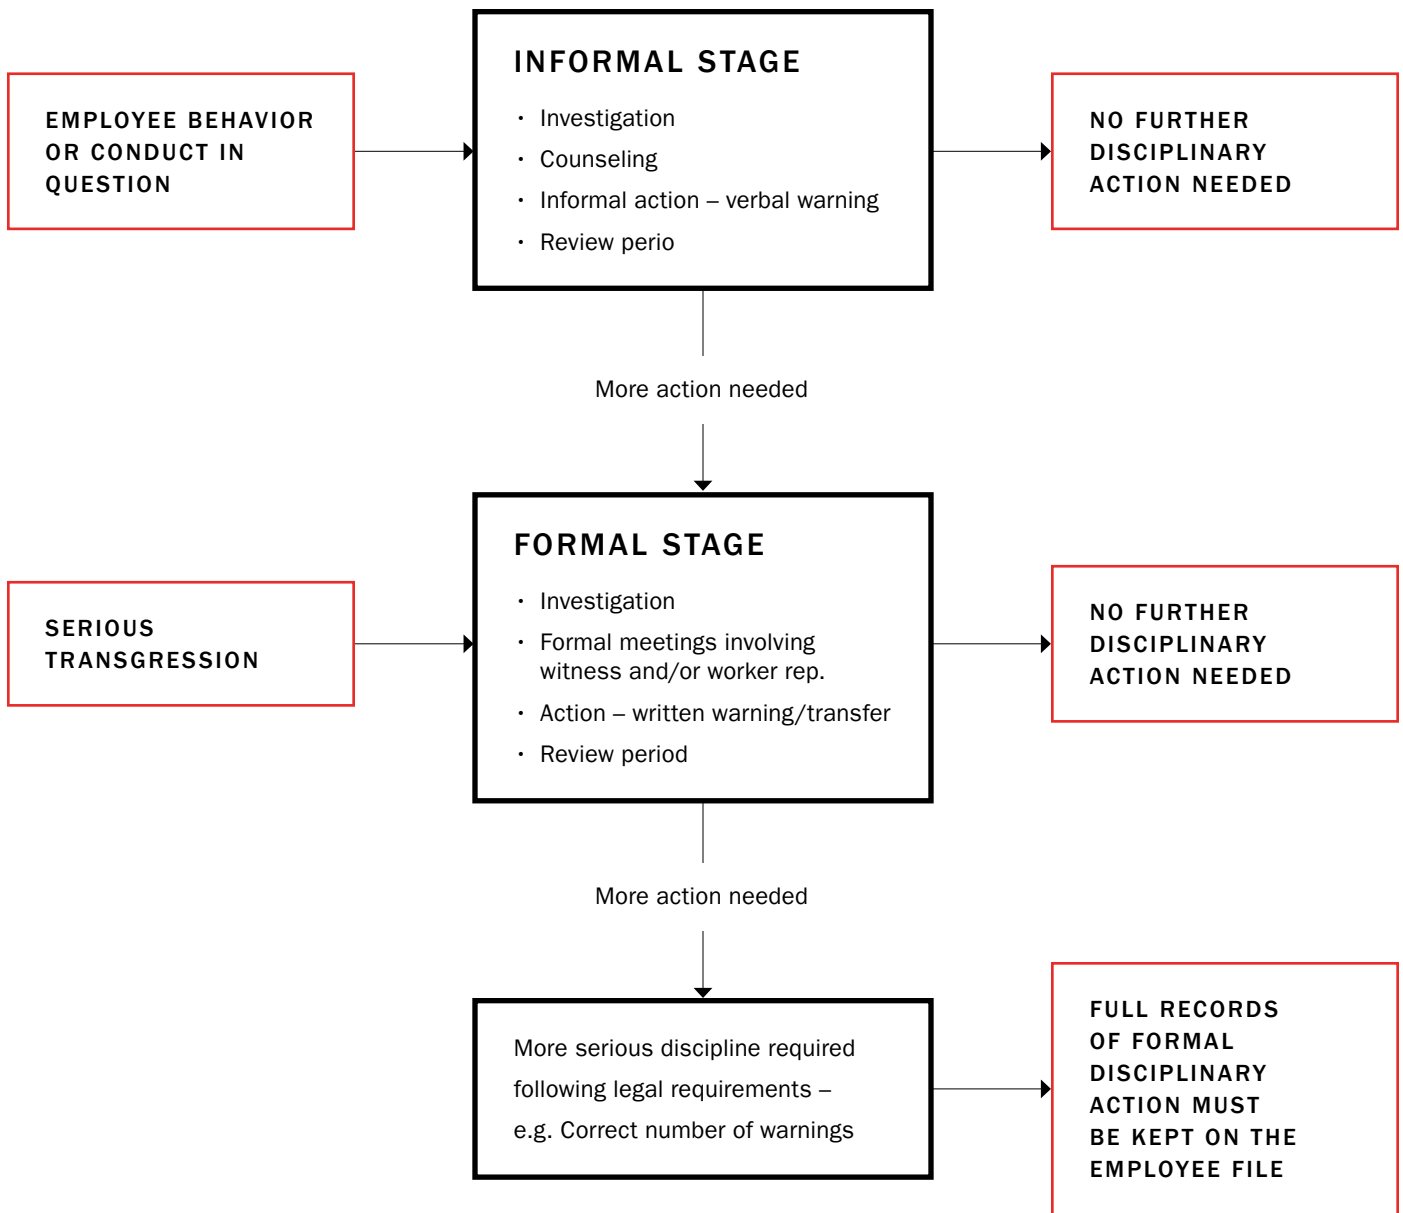 EMPLOYEE BEHAVIOR
OR CONDUCT IN
QUESTION
INFORMAL STAGE
· Investigation
· Counseling
· Informal action – verbal warning
· Review perio
NO FURTHER
DISCIPLINARY
ACTION NEEDED
More action needed
SERIOUS
TRANSGRESSION
FORMAL STAGE
· Investigation
· Formal meetings involving
witness and/or worker rep.
· Action – written warning/transfer
· Review period
NO FURTHER
DISCIPLINARY
ACTION NEEDED
More action needed
More serious discipline required
following legal requirements –
e.g. Correct number of warnings
FULL RECORDS
OF FORMAL
DISCIPLINARY
ACTION MUST
BE KEPT ON THE
EMPLOYEE FILE